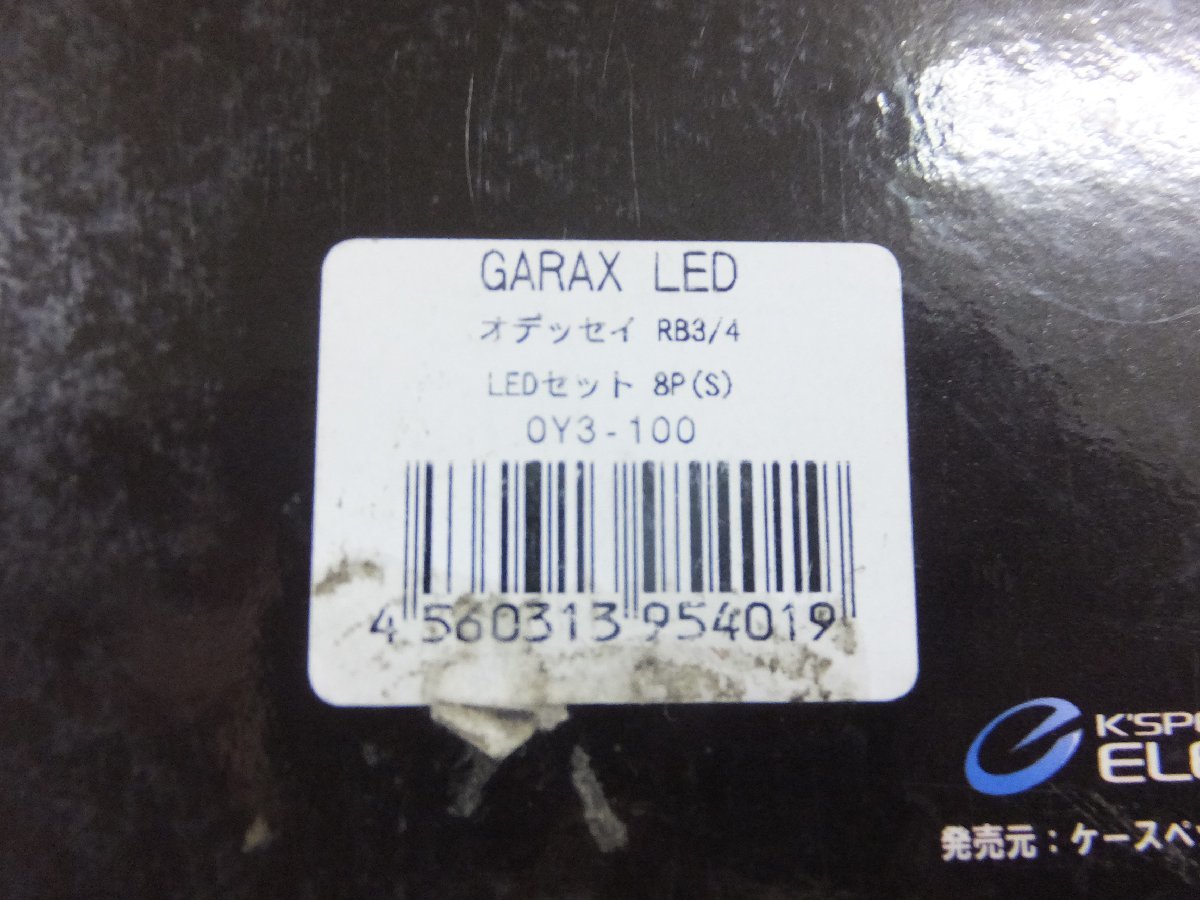 GARAX LED
オデッセイ RB3/4
LEDセット 8P(S)
OY3-100
4 560313 954019
K'SP
ELE
発売元:ケースペ